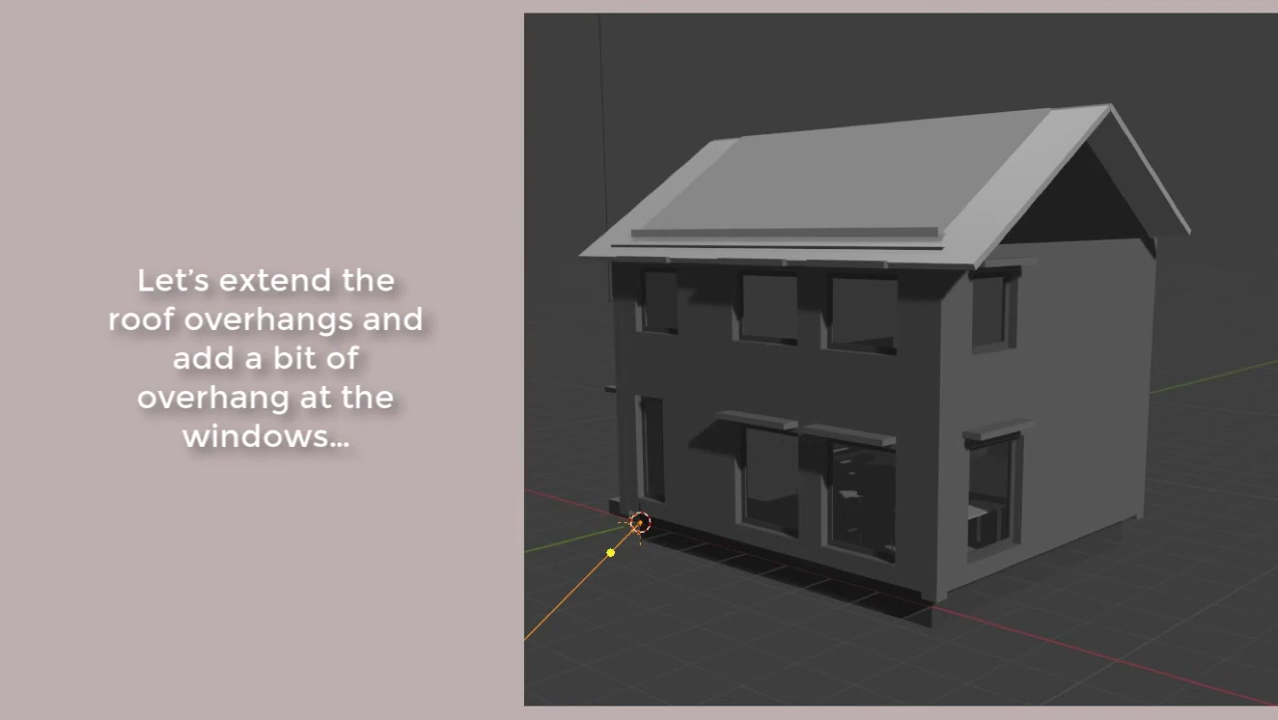 Let’s extend the
roof overhangs and
add a bit of
overhang at the
windows…